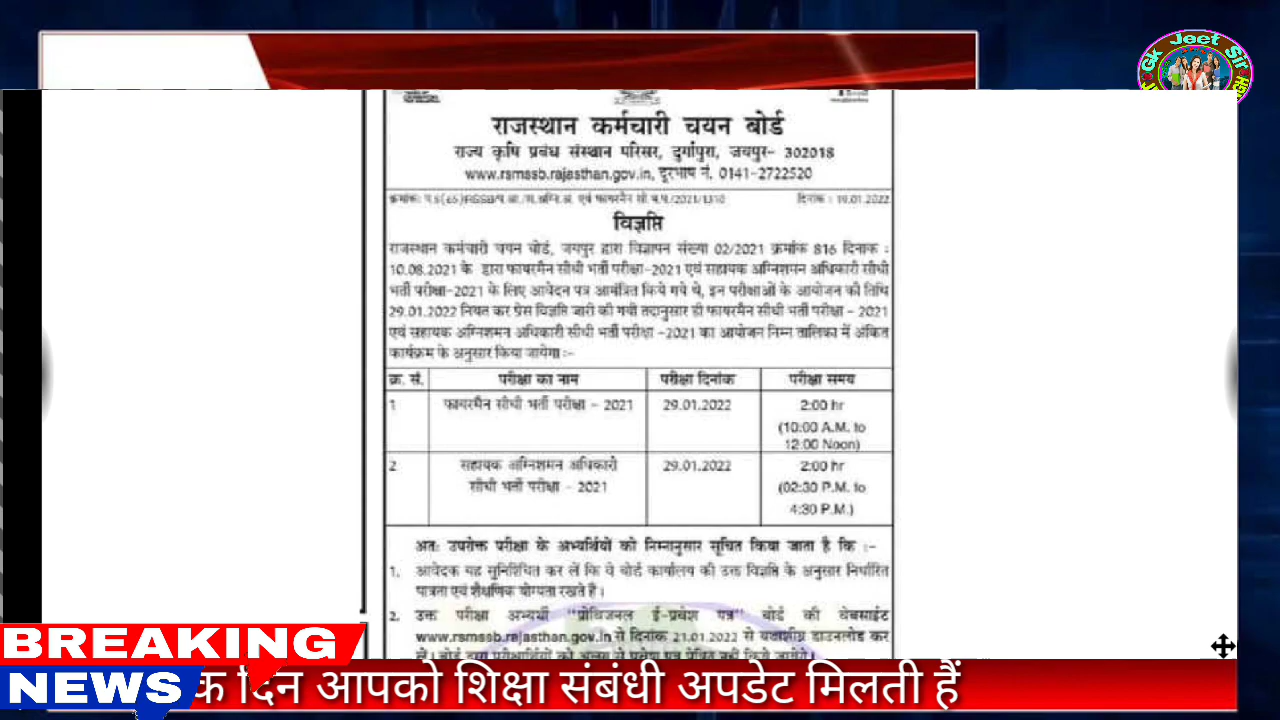 Gk Jeet Sir
राजस्थान कर्मचारी चयन बोर्ड
राज्य कृषि प्रबंध संस्थान परिसर, दुर्गापुरा, जयपुर- 302018
www.rsmssb.rajasthan.gov.in, दूरभाष नं. 0141-2722520
दिनांक : 19.01.2022
विज्ञप्ति
राजस्थान कर्मचारी चयन बोर्ड, जयपुर द्वारा विज्ञापन संख्या 02/2021 क्रमांक 816 दिनांक :
10.08.2021 के द्वारा फायरमैन सीधी भर्ती परीक्षा-2021 एवं सहायक अग्निशमन अधिकारी सीधी
भर्ती परीक्षा-2021 के लिए आवेदन पत्र आमंत्रित किये गये थे, इन परीक्षाओं के आयोजन की तिथि
29.01.2022 नियत कर प्रेस विज्ञप्ति जारी की गयी तदानुसार ही फायरमैन सीधी भर्ती परीक्षा - 2021
एवं सहायक अग्निशमन अधिकारी सीधी भर्ती परीक्षा -2021 का आयोजन निम्न तालिका में अंकित
कार्यक्रम के अनुसार किया जायेगा :-
क्र. सं. परीक्षा का नाम परीक्षा दिनांक परीक्षा समय
1 फायरमैन सीधी भर्ती परीक्षा - 2021 29.01.2022 2:00 hr
(10:00 A.M. to
12:00 Noon)
2 सहायक अग्निशमन अधिकारी 29.01.2022 2:00 hr
सीधी भर्ती परीक्षा - 2021 (02:30 P.M. to
4:30 P.M.)
अतः उपरोक्त परीक्षा के अभ्यर्थियों को निम्नानुसार सूचित किया जाता है कि :-
1. आवेदक यह सुनिश्चित कर लें कि वे बोर्ड कार्यालय की उक्त विज्ञप्ति के अनुसार निर्धारित
पात्रता एवं शैक्षणिक योग्यता रखते हैं।
2. उक्त परीक्षा अभ्यर्थी "प्रोविजनल ई-प्रवेश पत्र" बोर्ड की वेबसाईट
www.rsmssb.rajasthan.gov.in से दिनांक 21.01.2022 से यथाशीघ्र डाउनलोड कर
BREAKING
NEWS
क दिन आपको शिक्षा संबंधी अपडेट मिलती हैं